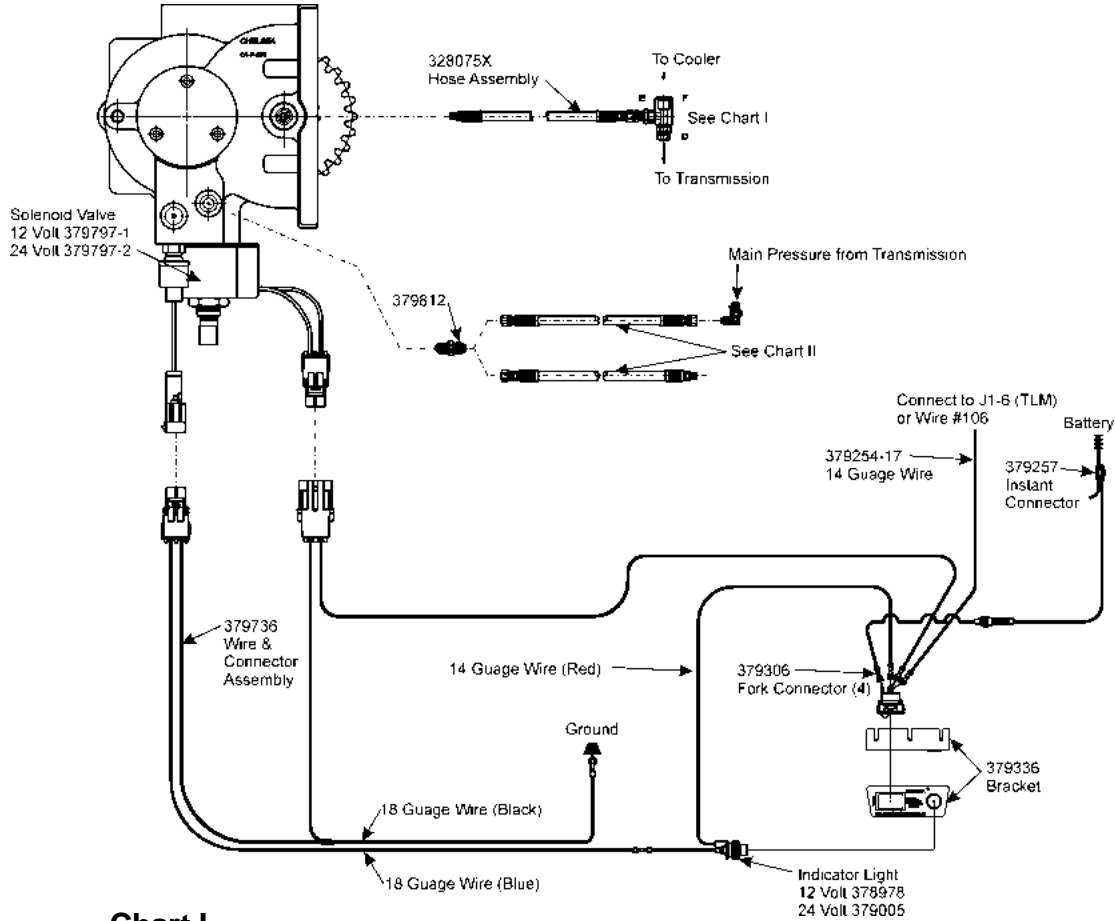 CHELSEA
328075X
Hose Assembly
To Cooler
E
F
See Chart I
D
To Transmission
Solenoid Valve
12 Volt 379797-1
24 Volt 379797-2
Main Pressure from Transmission
379812
See Chart II
Connect to J1-6 (TLM)
or Wire #106
Battery
379254-17
14 Guage Wire
379257
Instant
Connector
379736
Wire &
Connector
Assembly
14 Guage Wire (Red)
379306
Fork Connector (4)
Ground
379336
Bracket
18 Guage Wire (Black)
18 Guage Wire (Blue)
Indicator Light
12 Volt 378978
24 Volt 379005
Chart I